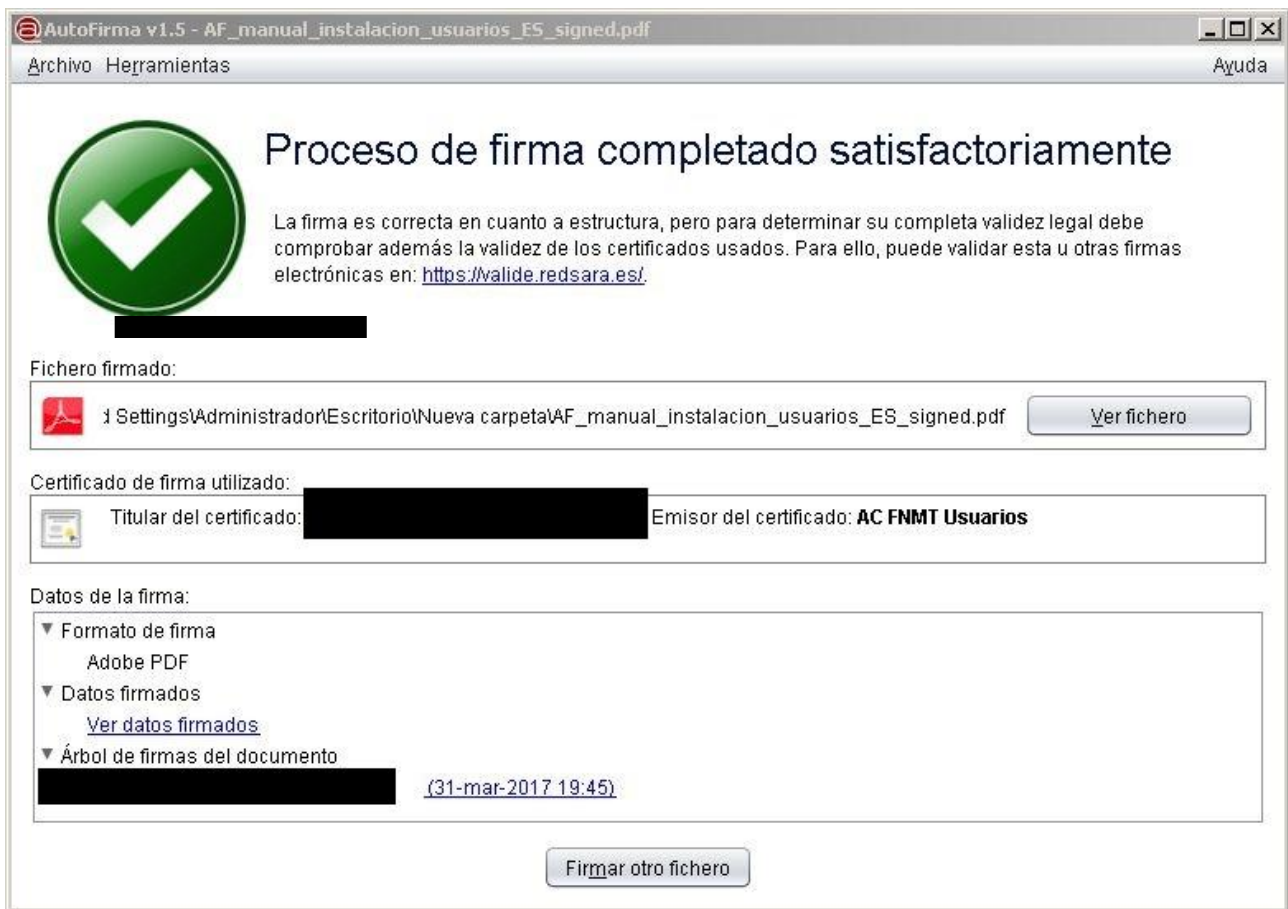 AutoFirma v1.5 - AF_manual_instalacion_usuarios_ES_signed.pdf
Archivo Herramientas Ayuda
Proceso de firma completado satisfactoriamente
La firma es correcta en cuanto a estructura, pero para determinar su completa validez legal debe
comprobar además la validez de los certificados usados. Para ello, puede validar esta u otras firmas
electrónicas en: https://valide.redsara.es/.
Fichero firmado:
d Settings\Administrador\Escritorio\Nueva carpeta\AF_manual_instalacion_usuarios_ES_signed.pdf Ver fichero
Certificado de firma utilizado:
Titular del certificado: Emisor del certificado: AC FNMT Usuarios
Datos de la firma:
Formato de firma
Adobe PDF
Datos firmados
Ver datos firmados
Árbol de firmas del documento
(31-mar-2017 19:45)
Firmar otro fichero